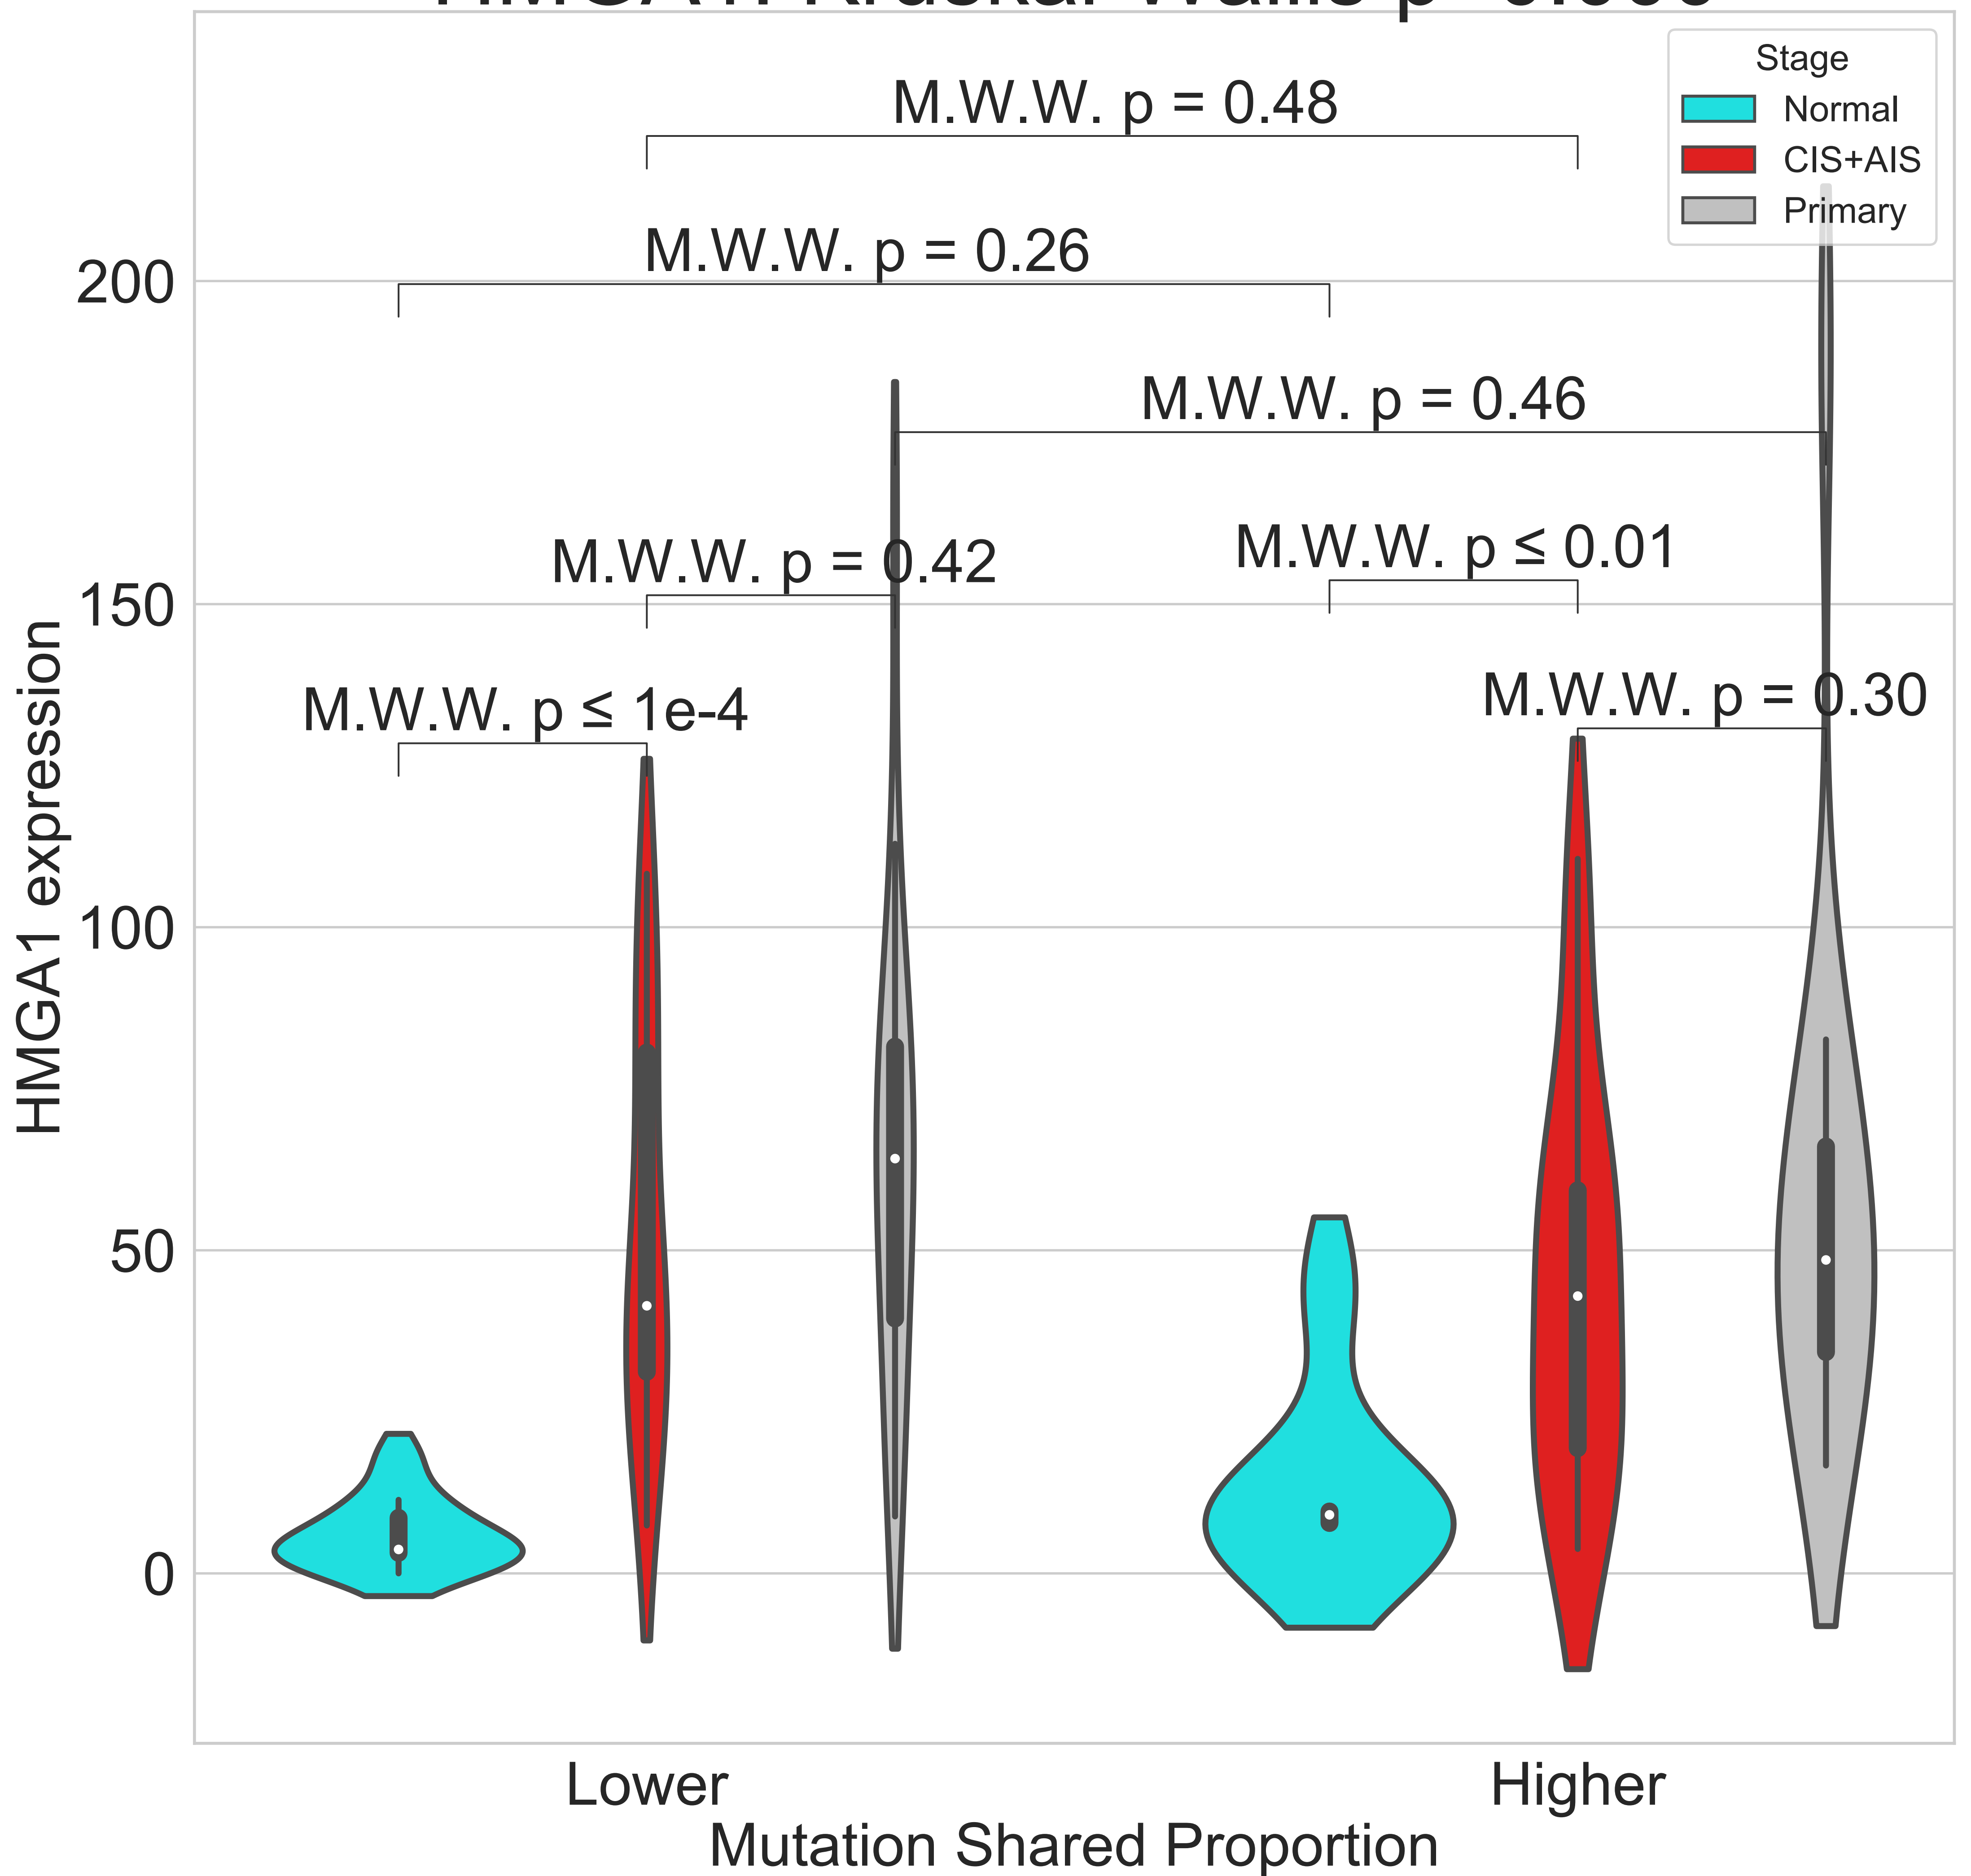 Stage
Normal
CIS+AIS
Primary
M.W.W. p = 0.48
M.W.W. p = 0.26
M.W.W. p = 0.46
M.W.W. p = 0.42
M.W.W. p ≤ 0.01
M.W.W. p ≤ 1e-4
M.W.W. p = 0.30
HMGA1 expression
200
150
100
50
0
Lower
Higher
Mutation Shared Proportion